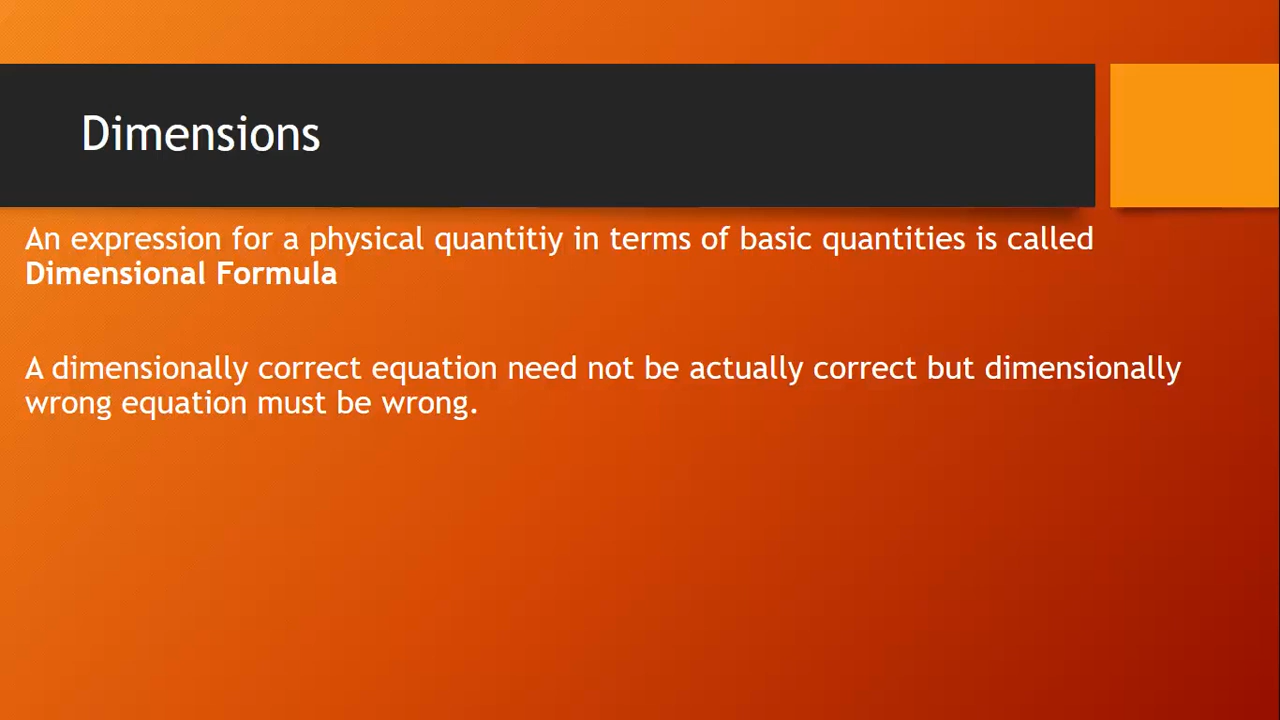 Dimensions
An expression for a physical quantitiy in terms of basic quantities is called
Dimensional Formula
A dimensionally correct equation need not be actually correct but dimensionally
wrong equation must be wrong.